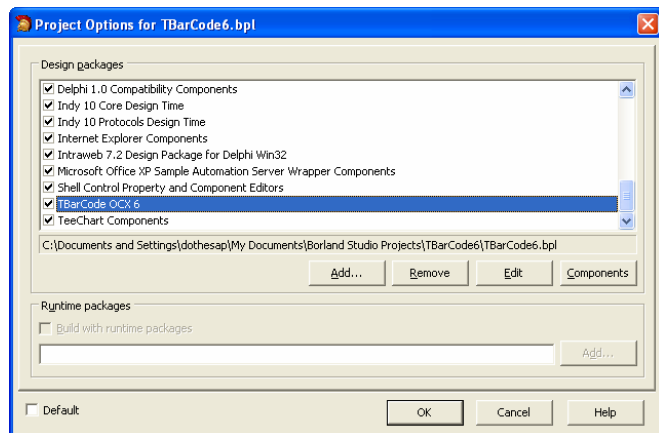 Project Options for TBarCode6.bpl
Design packages
Delphi 1.0 Compatibility Components
Indy 10 Core Design Time
Indy 10 Protocols Design Time
Internet Explorer Components
Intraweb 7.2 Design Package for Delphi Win32
Microsoft Office XP Sample Automation Server Wrapper Components
Shell Control Property and Component Editors
TBarCode OCX 6
TeeChart Components
C:\Documents and Settings\dothesap\My Documents\Borland Studio Projects\TBarCode6\TBarCode6.bpl
Add... Remove Edit Components
Runtime packages
Build with runtime packages
Add...
Default OK Cancel Help